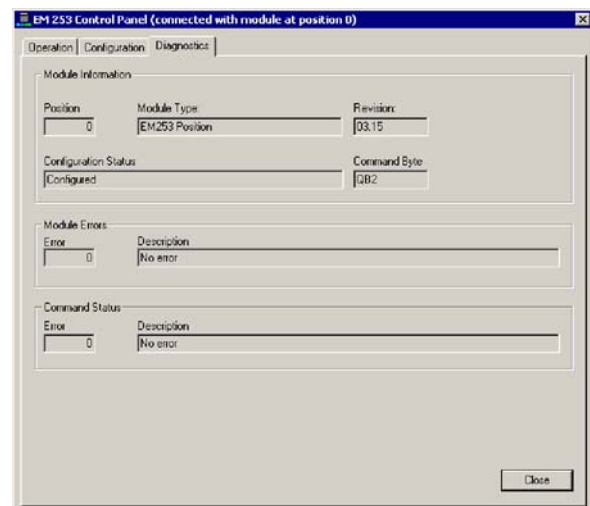 EM 253 Control Panel (connected with module at position 0)
Operation Configuration Diagnostics
Module Information
Position Module Type: Revision:
0 EM253 Position 03.15
Configuration Status Command Byte
Configured QB2
Module Errors
Error Description
0 No error
Command Status
Error Description
0 No error
Close